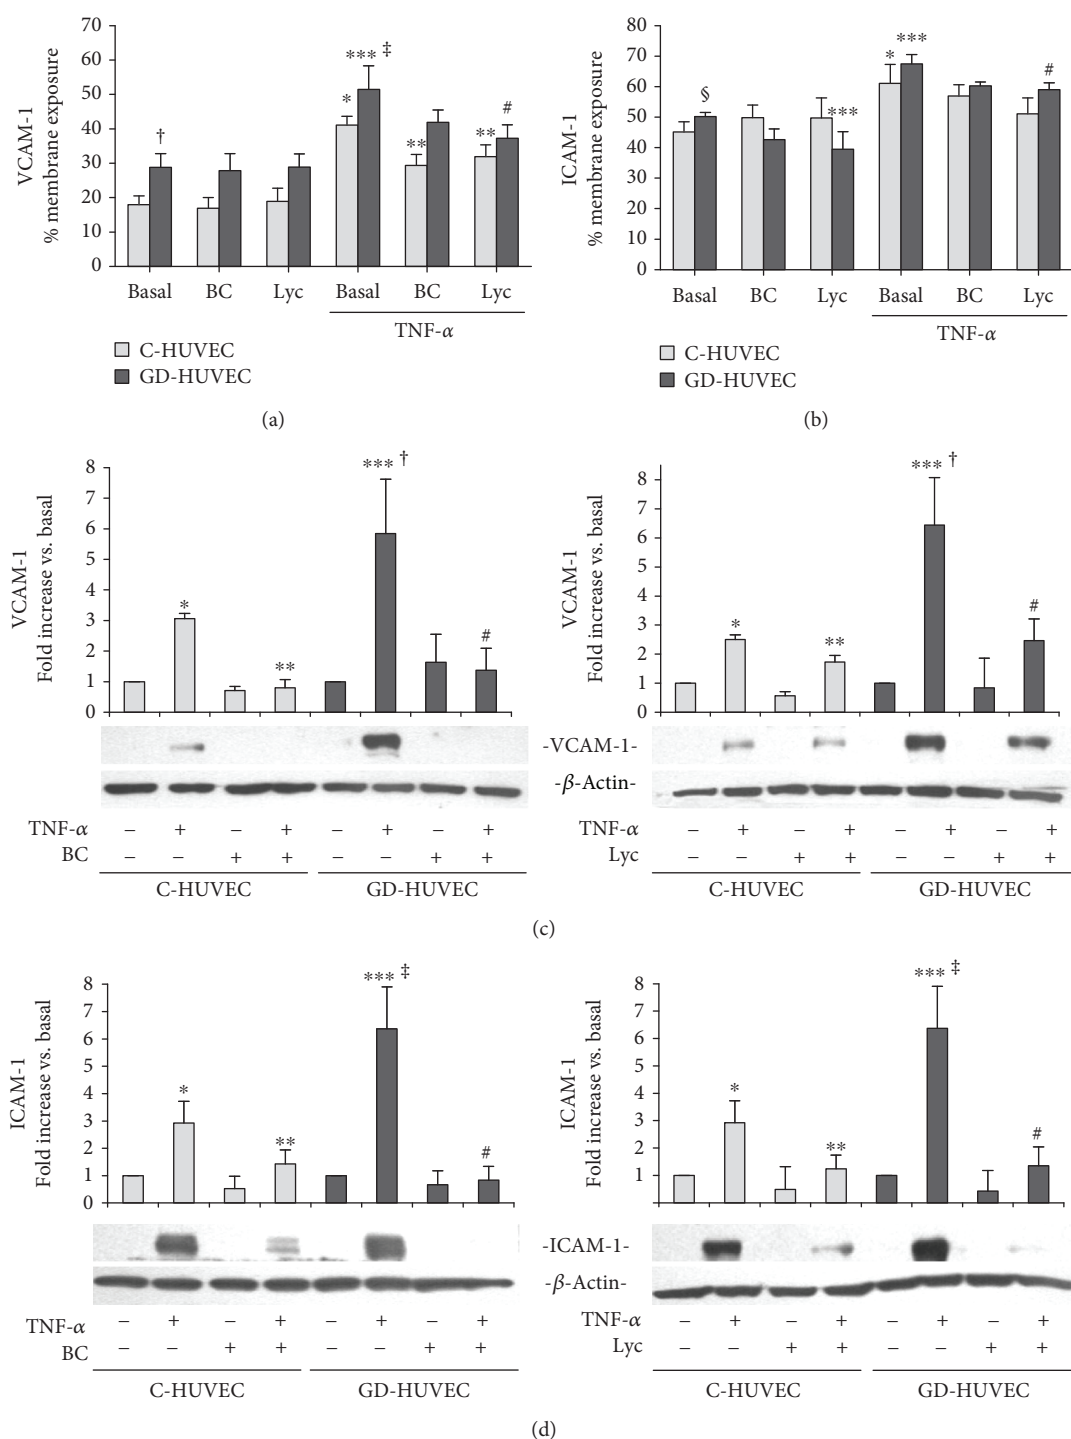 VCAM-1
% membrane exposure
70
60
50
40
30
20
10
0
†
*
*** ‡
**
**
#
Basal BC Lyc Basal BC Lyc
TNF-α
C-HUVEC
GD-HUVEC
(a)
ICAM-1
% membrane exposure
80
70
60
50
40
30
20
10
0
§
***
*
***
#
Basal BC Lyc Basal BC Lyc
TNF-α
C-HUVEC
GD-HUVEC
(b)
VCAM-1
Fold increase vs. basal
8
7
6
5
4
3
2
1
0
*
**
*** †
#
VCAM-1
Fold increase vs. basal
8
7
6
5
4
3
2
1
0
*
**
*** †
#
-VCAM-1-
-β-Actin-
TNF-α − + − + − + − +
BC − − + + − − + +
C-HUVEC GD-HUVEC
TNF-α − + − + − + − +
Lyc − − + + − − + +
C-HUVEC GD-HUVEC
(c)
ICAM-1
Fold increase vs. basal
8
7
6
5
4
3
2
1
0
*
**
*** ‡
#
ICAM-1
Fold increase vs. basal
8
7
6
5
4
3
2
1
0
*
**
*** ‡
#
-ICAM-1-
-β-Actin-
TNF-α − + − + − + − +
BC − − + + − − + +
C-HUVEC GD-HUVEC
TNF-α − + − + − + − +
Lyc − − + + − − + +
C-HUVEC GD-HUVEC
(d)